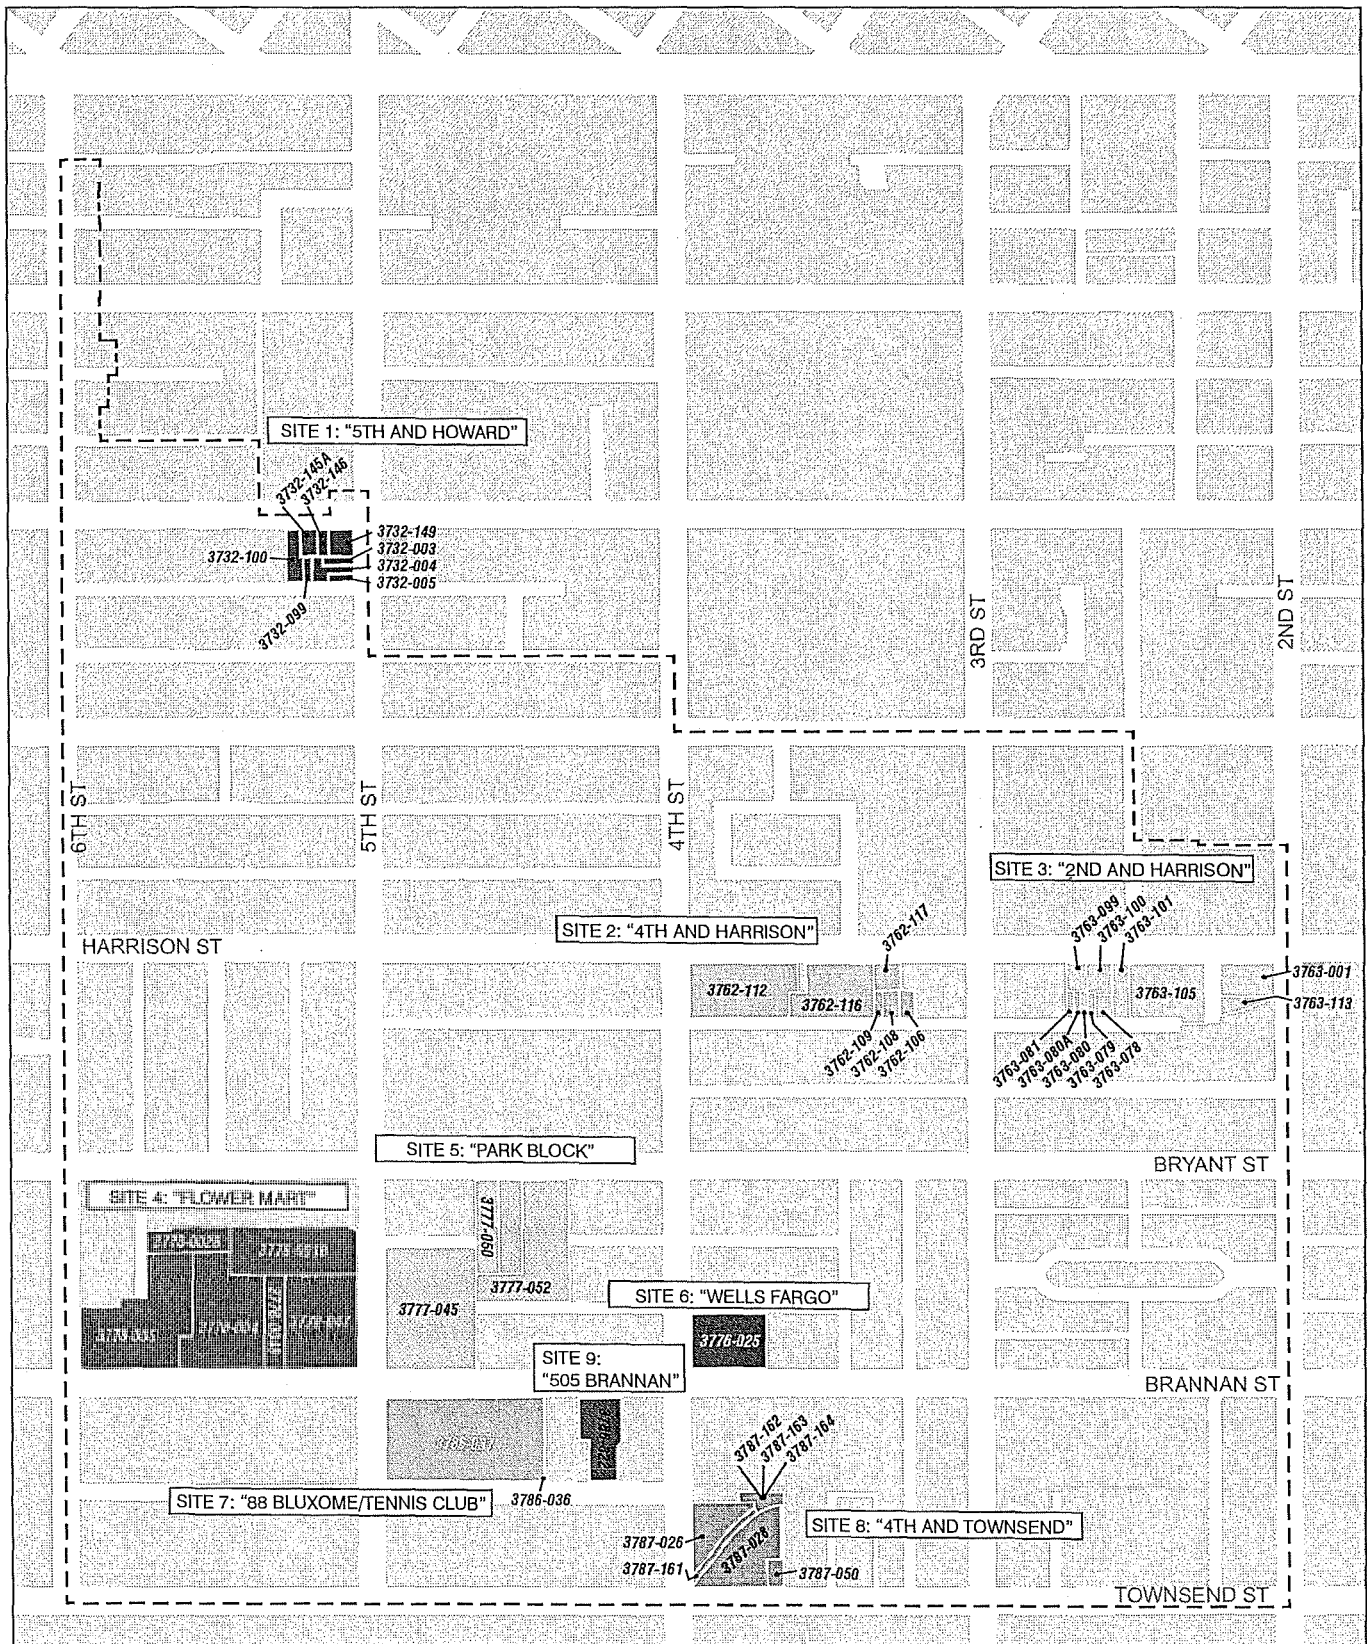 SITE 1: "5TH AND HOWARD"
3732-145A
3732-146
3732-149
3732-003
3732-100
3732-004
3732-005
3732-099
3RD ST
2ND ST
6TH ST
5TH ST
4TH ST
SITE 3: "2ND AND HARRISON"
3763-099
3763-100
3763-101
SITE 2: "4TH AND HARRISON"
3762-117
HARRISON ST
3762-112
3762-116
3763-105
3763-001
3763-113
3762-109
3762-108
3762-106
3763-081
3763-080A
3763-080
3763-079
3763-078
SITE 5: "PARK BLOCK"
BRYANT ST
SITE 4: "FLOWER MART"
3777-050
3777-052
3777-045
SITE 6: "WELLS FARGO"
3776-025
SITE 9:
"505 BRANNAN"
BRANNAN ST
3787-162
3787-163
3787-164
SITE 7: "88 BLUXOME/TENNIS CLUB"
3786-036
SITE 8: "4TH AND TOWNSEND"
3787-026
3787-028
3787-161
3787-050
TOWNSEND ST